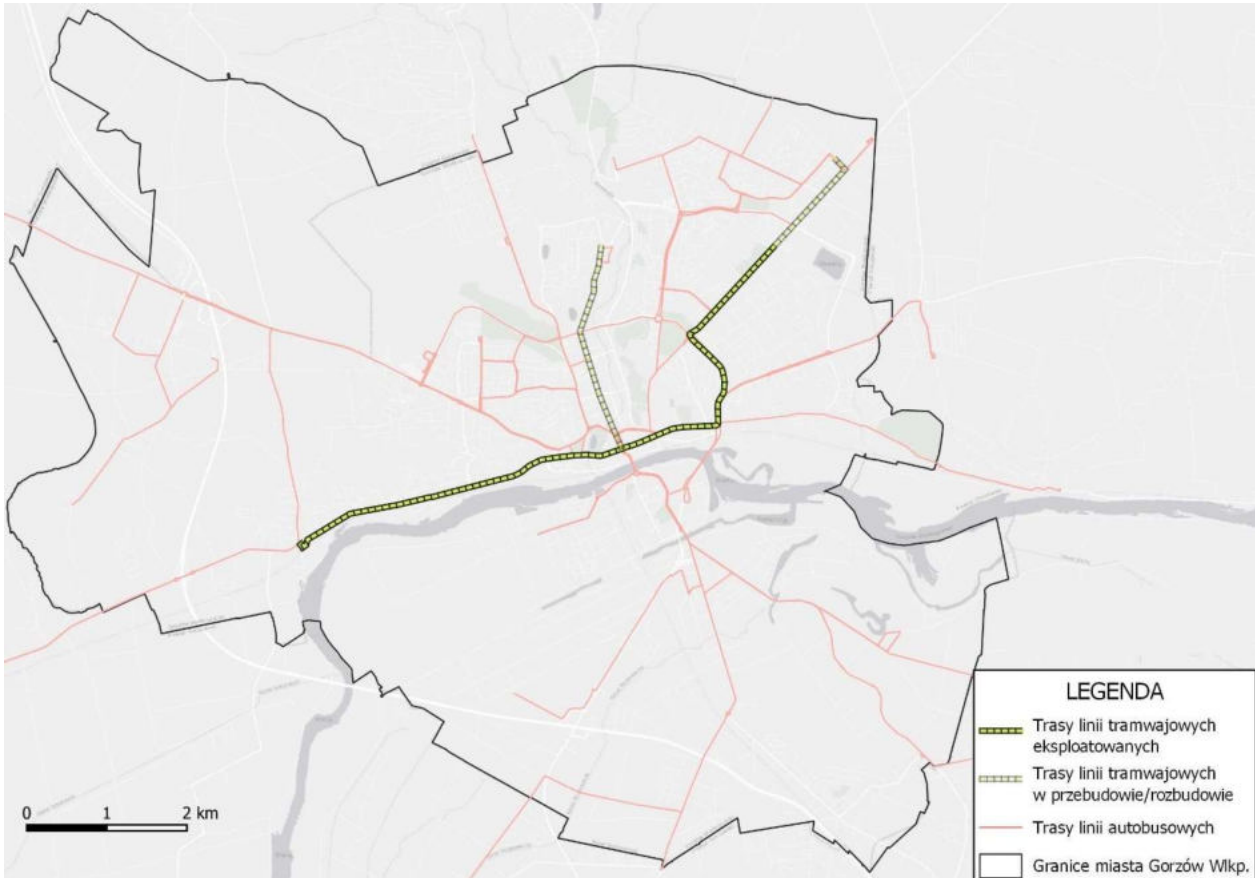 LEGENDA
Trasy linii tramwajowych
eksploatowanych
Trasy linii tramwajowych
w przebudowie/rozbudowie
Trasy linii autobusowych
Granice miasta Gorzów Wlkp.
0 1 2 km